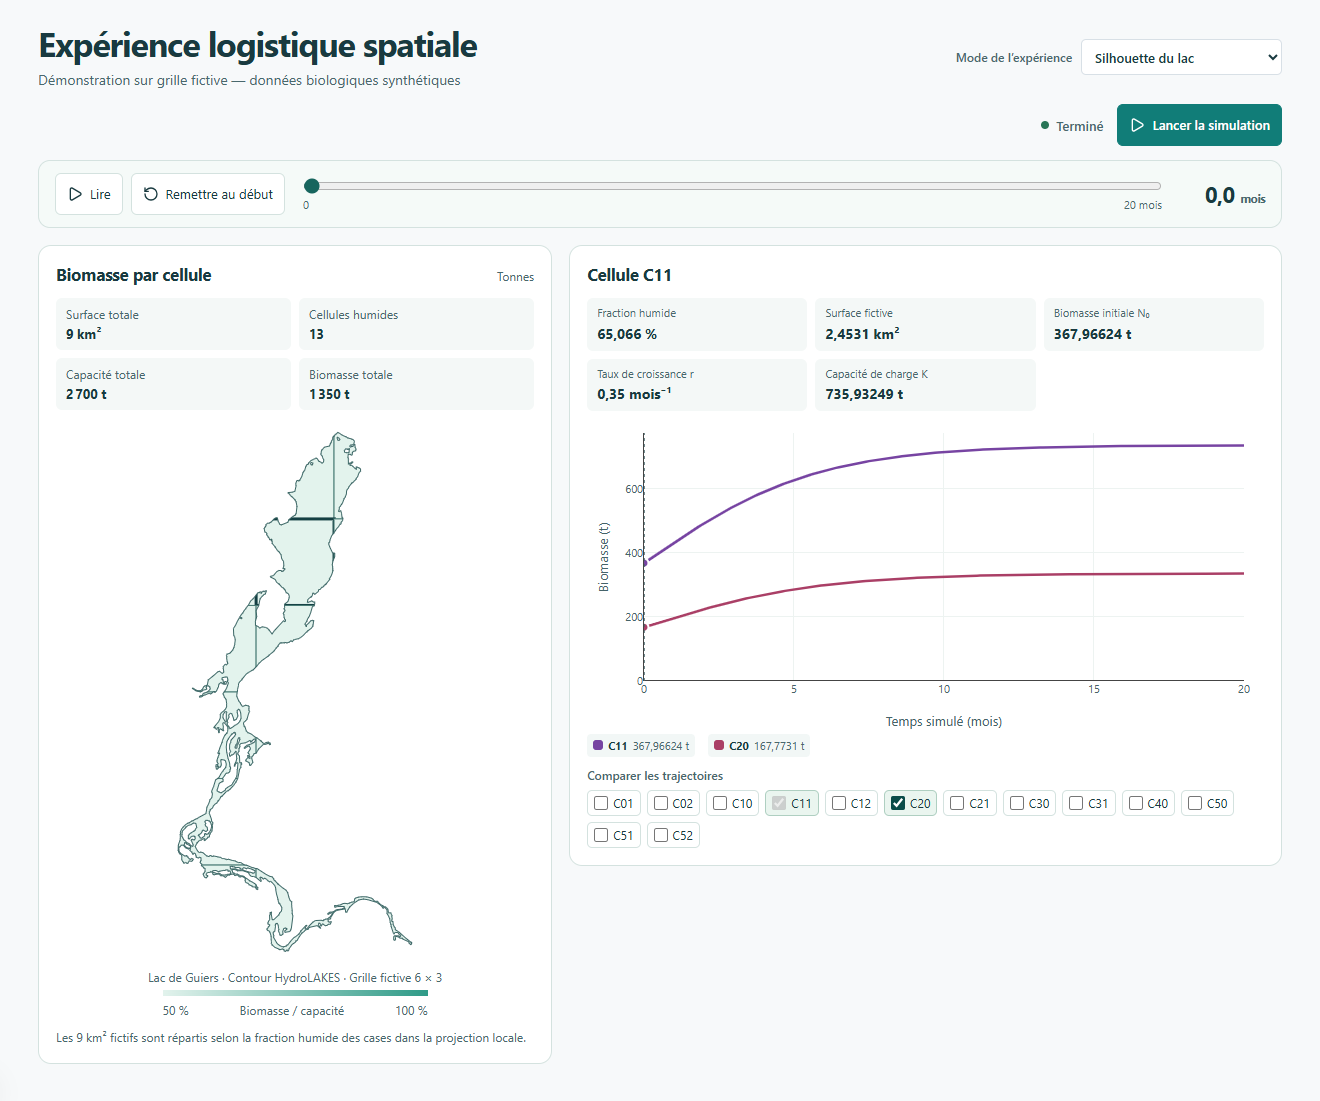 Expérience logistique spatiale
Démonstration sur grille fictive — données biologiques synthétiques
Mode de l'expérience
Silhouette du lac
Terminé
Lancer la simulation
Lire
Remettre au début
0
20 mois
0,0 mois
Biomasse par cellule
Tonnes
Surface totale
9 km²
Cellules humides
13
Capacité totale
2 700 t
Biomasse totale
1 350 t
Lac de Guiers · Contour HydroLAKES · Grille fictive 6 × 3
50 %
Biomasse / capacité
100 %
Les 9 km² fictifs sont répartis selon la fraction humide des cases dans la projection locale.
Cellule C11
Fraction humide
65,066 %
Surface fictive
2,4531 km²
Biomasse initiale N₀
367,96624 t
Taux de croissance r
0,35 mois⁻¹
Capacité de charge K
735,93249 t
Biomasse (t)
600
400
200
0
0
5
10
15
20
Temps simulé (mois)
C11 367,96624 t
C20 167,7731 t
Comparer les trajectoires
C01
C02
C10
C11
C12
C20
C21
C30
C31
C40
C50
C51
C52